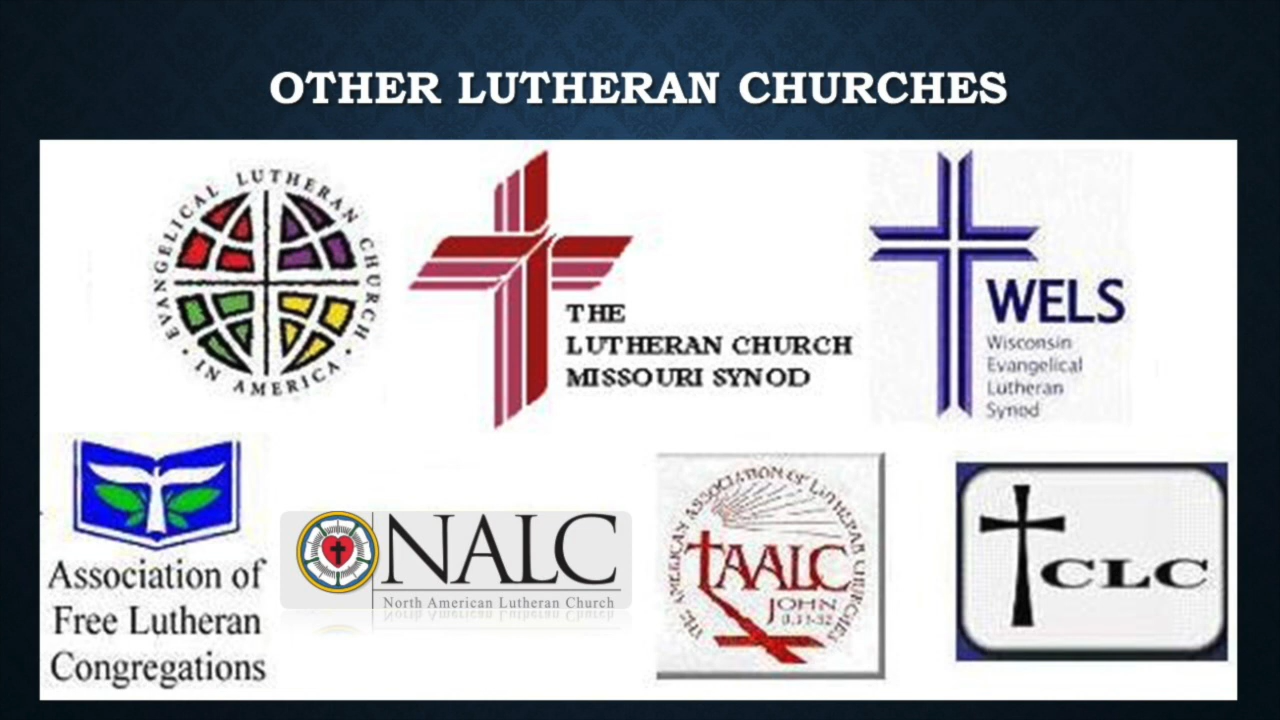 OTHER LUTHERAN CHURCHES
EVANGELICAL LUTHERAN CHURCH
• IN AMERICA •
THE
LUTHERAN CHURCH
MISSOURI SYNOD
WELS
Wisconsin
Evangelical
Lutheran
Synod
Association of
Free Lutheran
Congregations
NALC
North American Lutheran Church
THE AMERICAN ASSOCIATION OF LUTHERAN CHURCHES
TAALC
JOHN
CLC